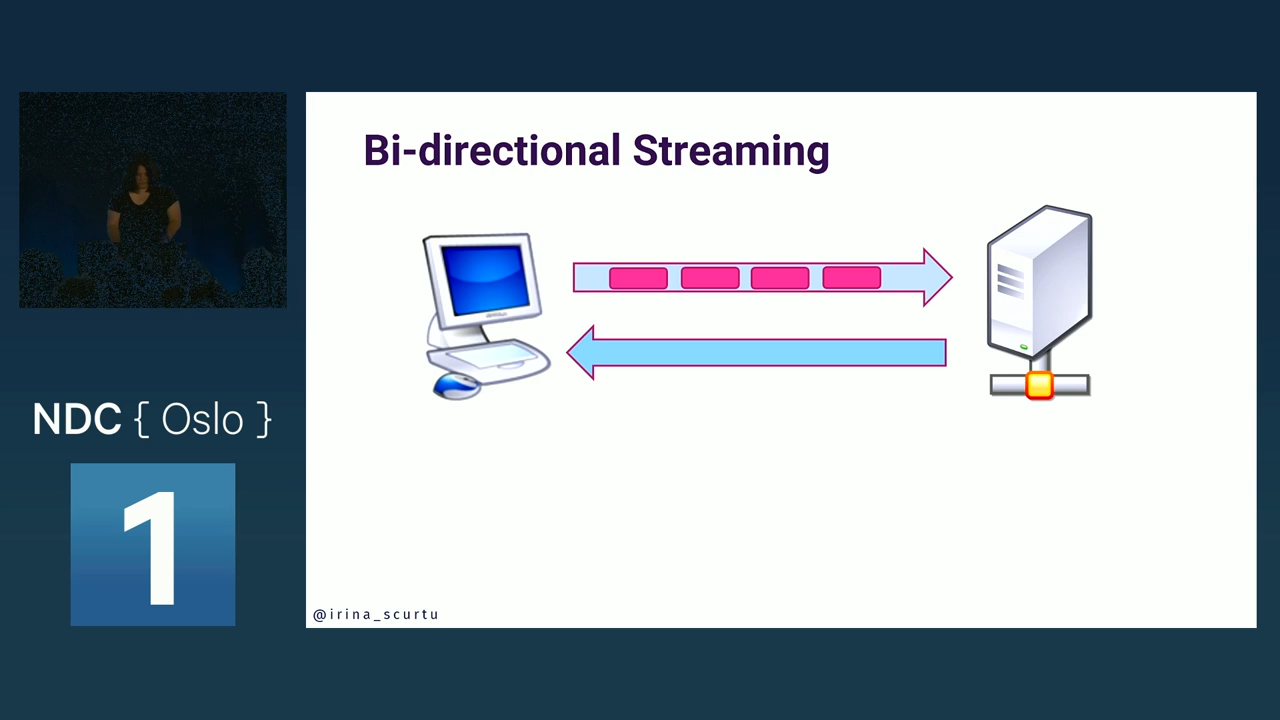 Bi-directional Streaming
NDC { Oslo }
1
@irina_scurtu